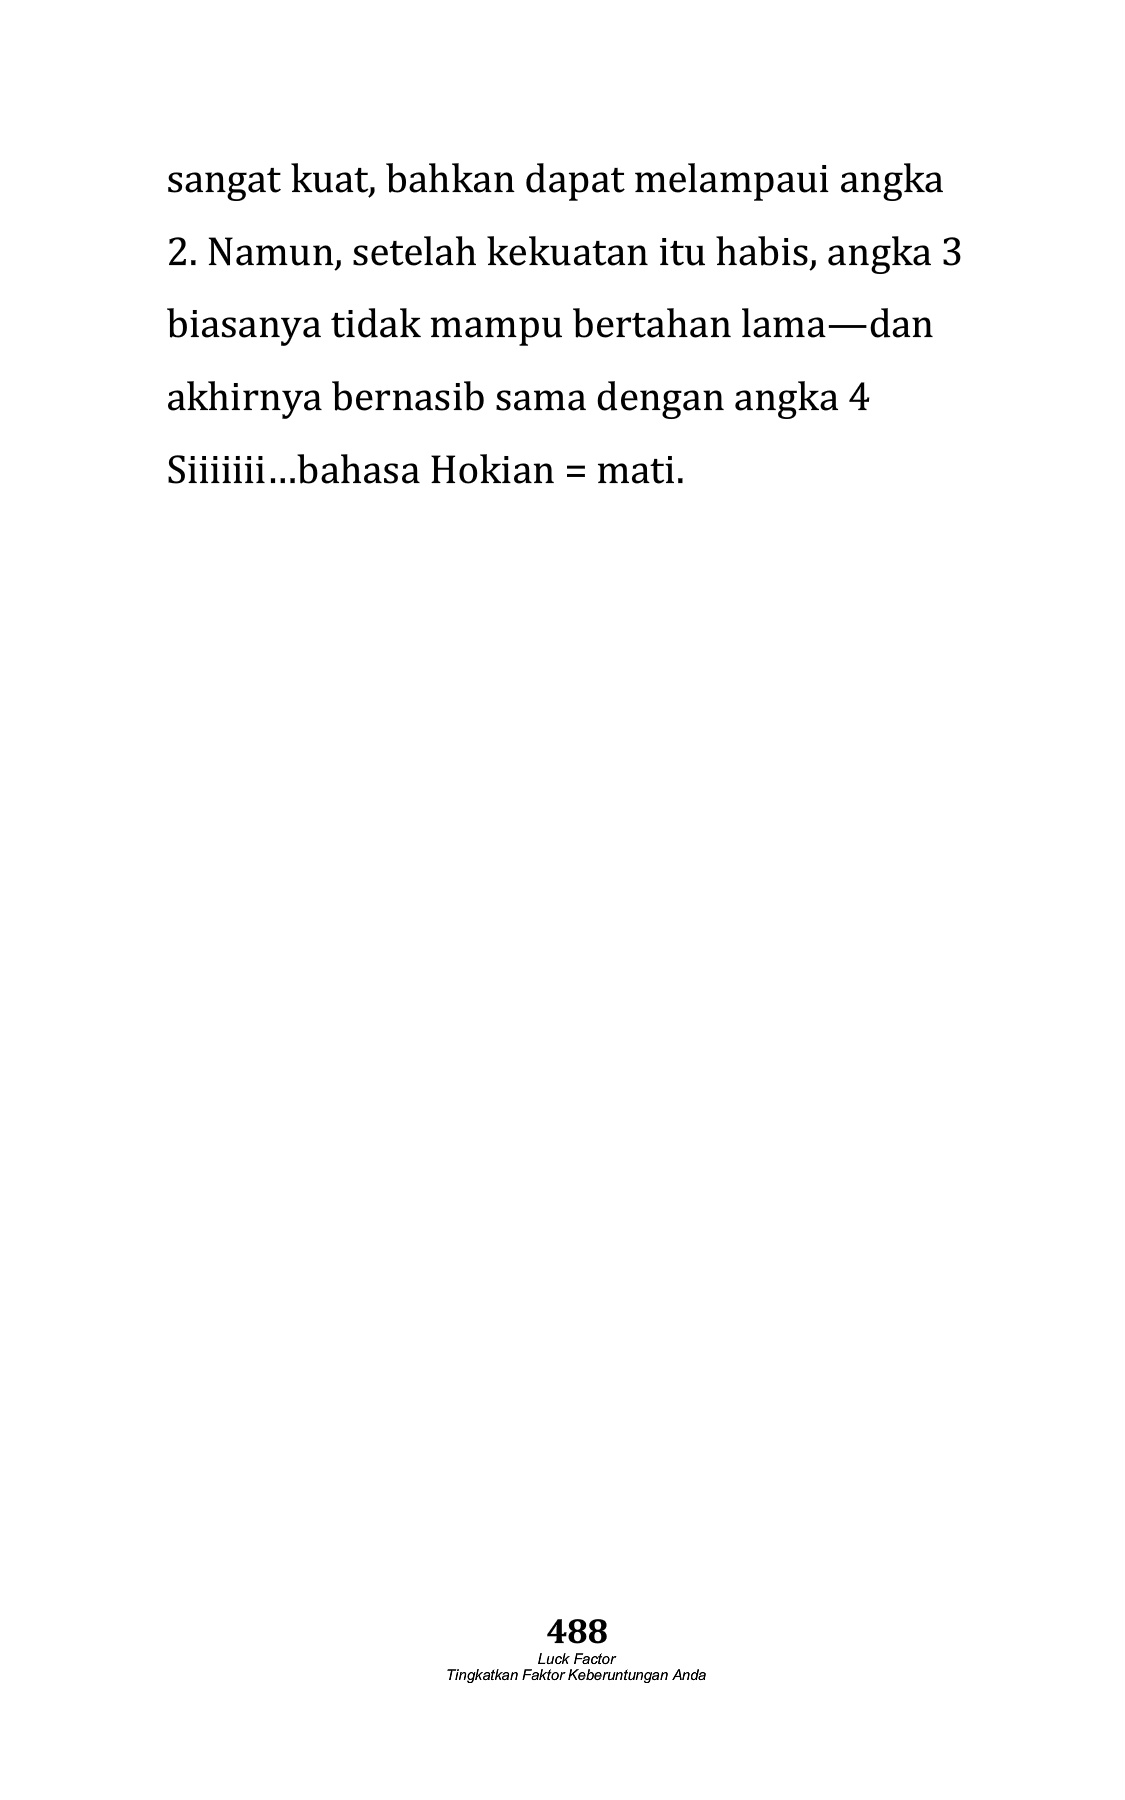 sangat kuat, bahkan dapat melampaui angka
2. Namun, setelah kekuatan itu habis, angka 3
biasanya tidak mampu bertahan lama—dan
akhirnya bernasib sama dengan angka 4
Siiiiiii…bahasa Hokian = mati.
488
Luck Factor
Tingkatkan Faktor Keberuntungan Anda